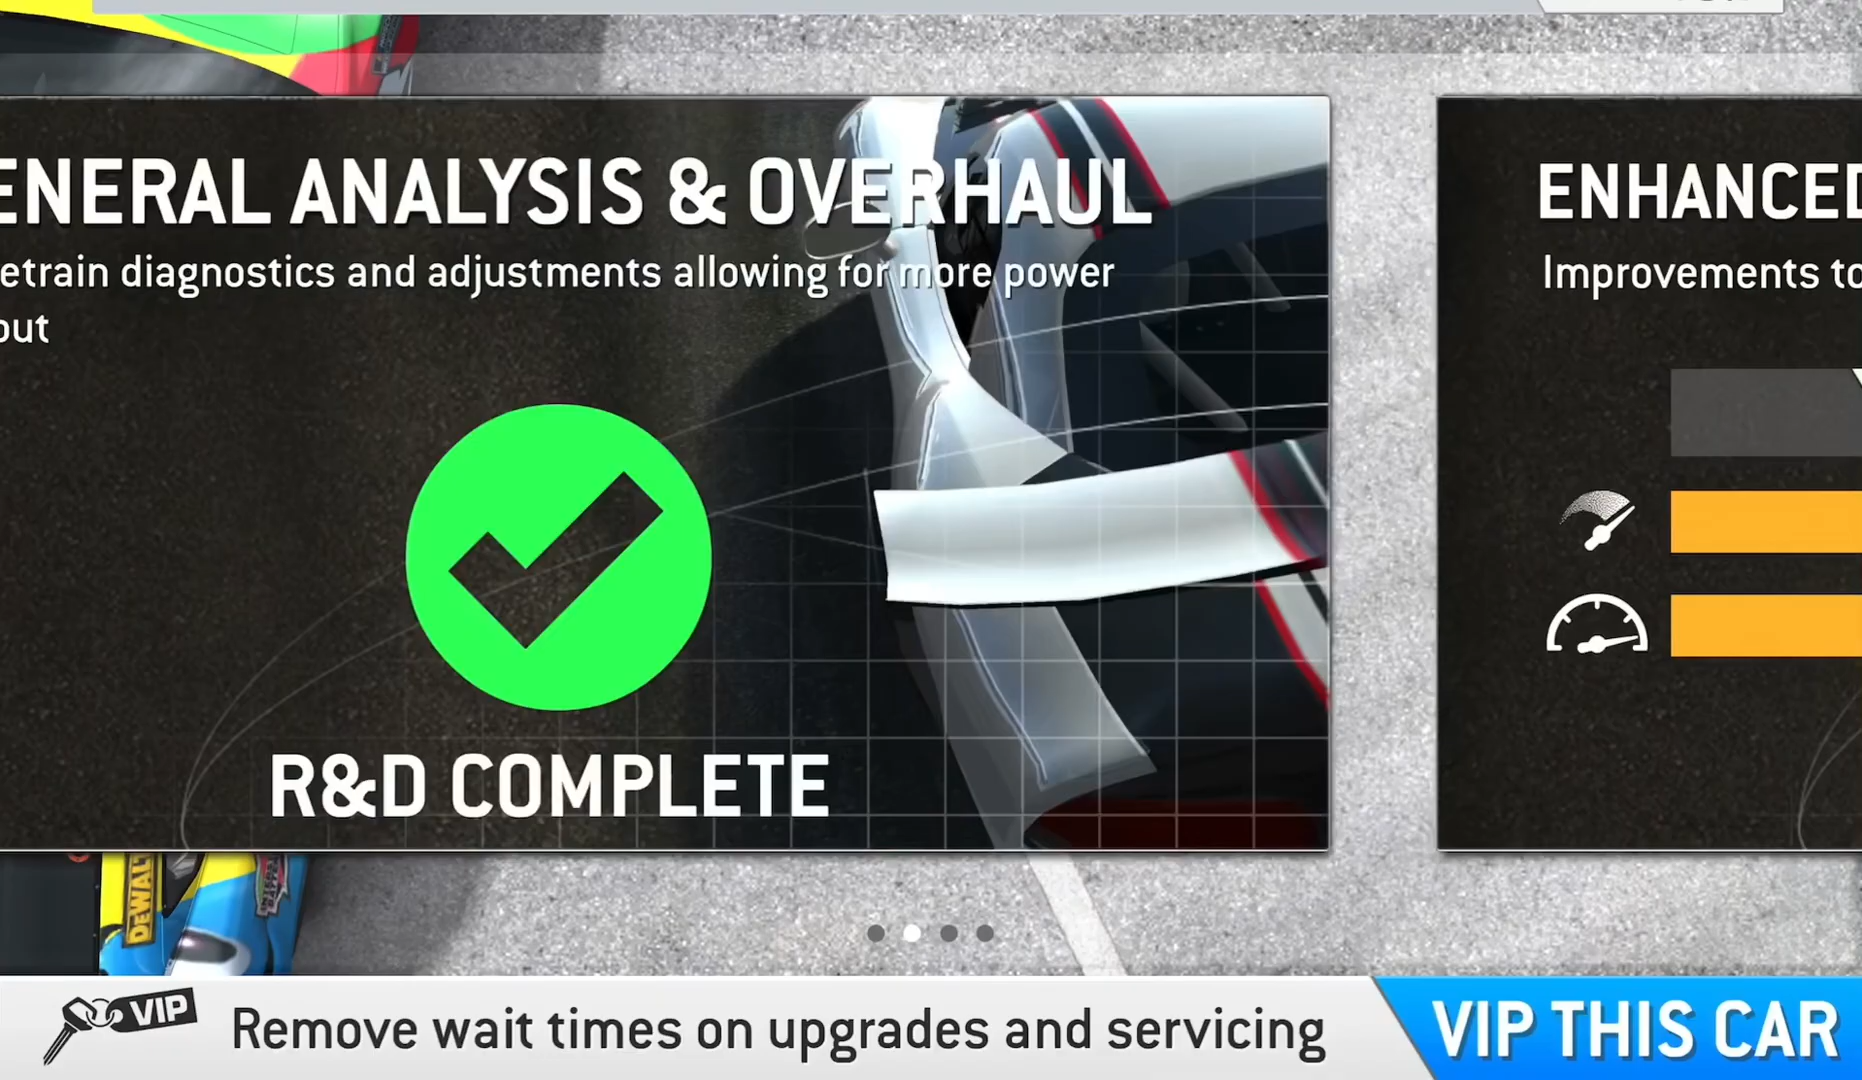 ENERAL ANALYSIS & OVERHAUL
etrain diagnostics and adjustments allowing for more power
out
R&D COMPLETE
ENHANCED
Improvements to
DEWALT
VIP
Remove wait times on upgrades and servicing
VIP THIS CAR